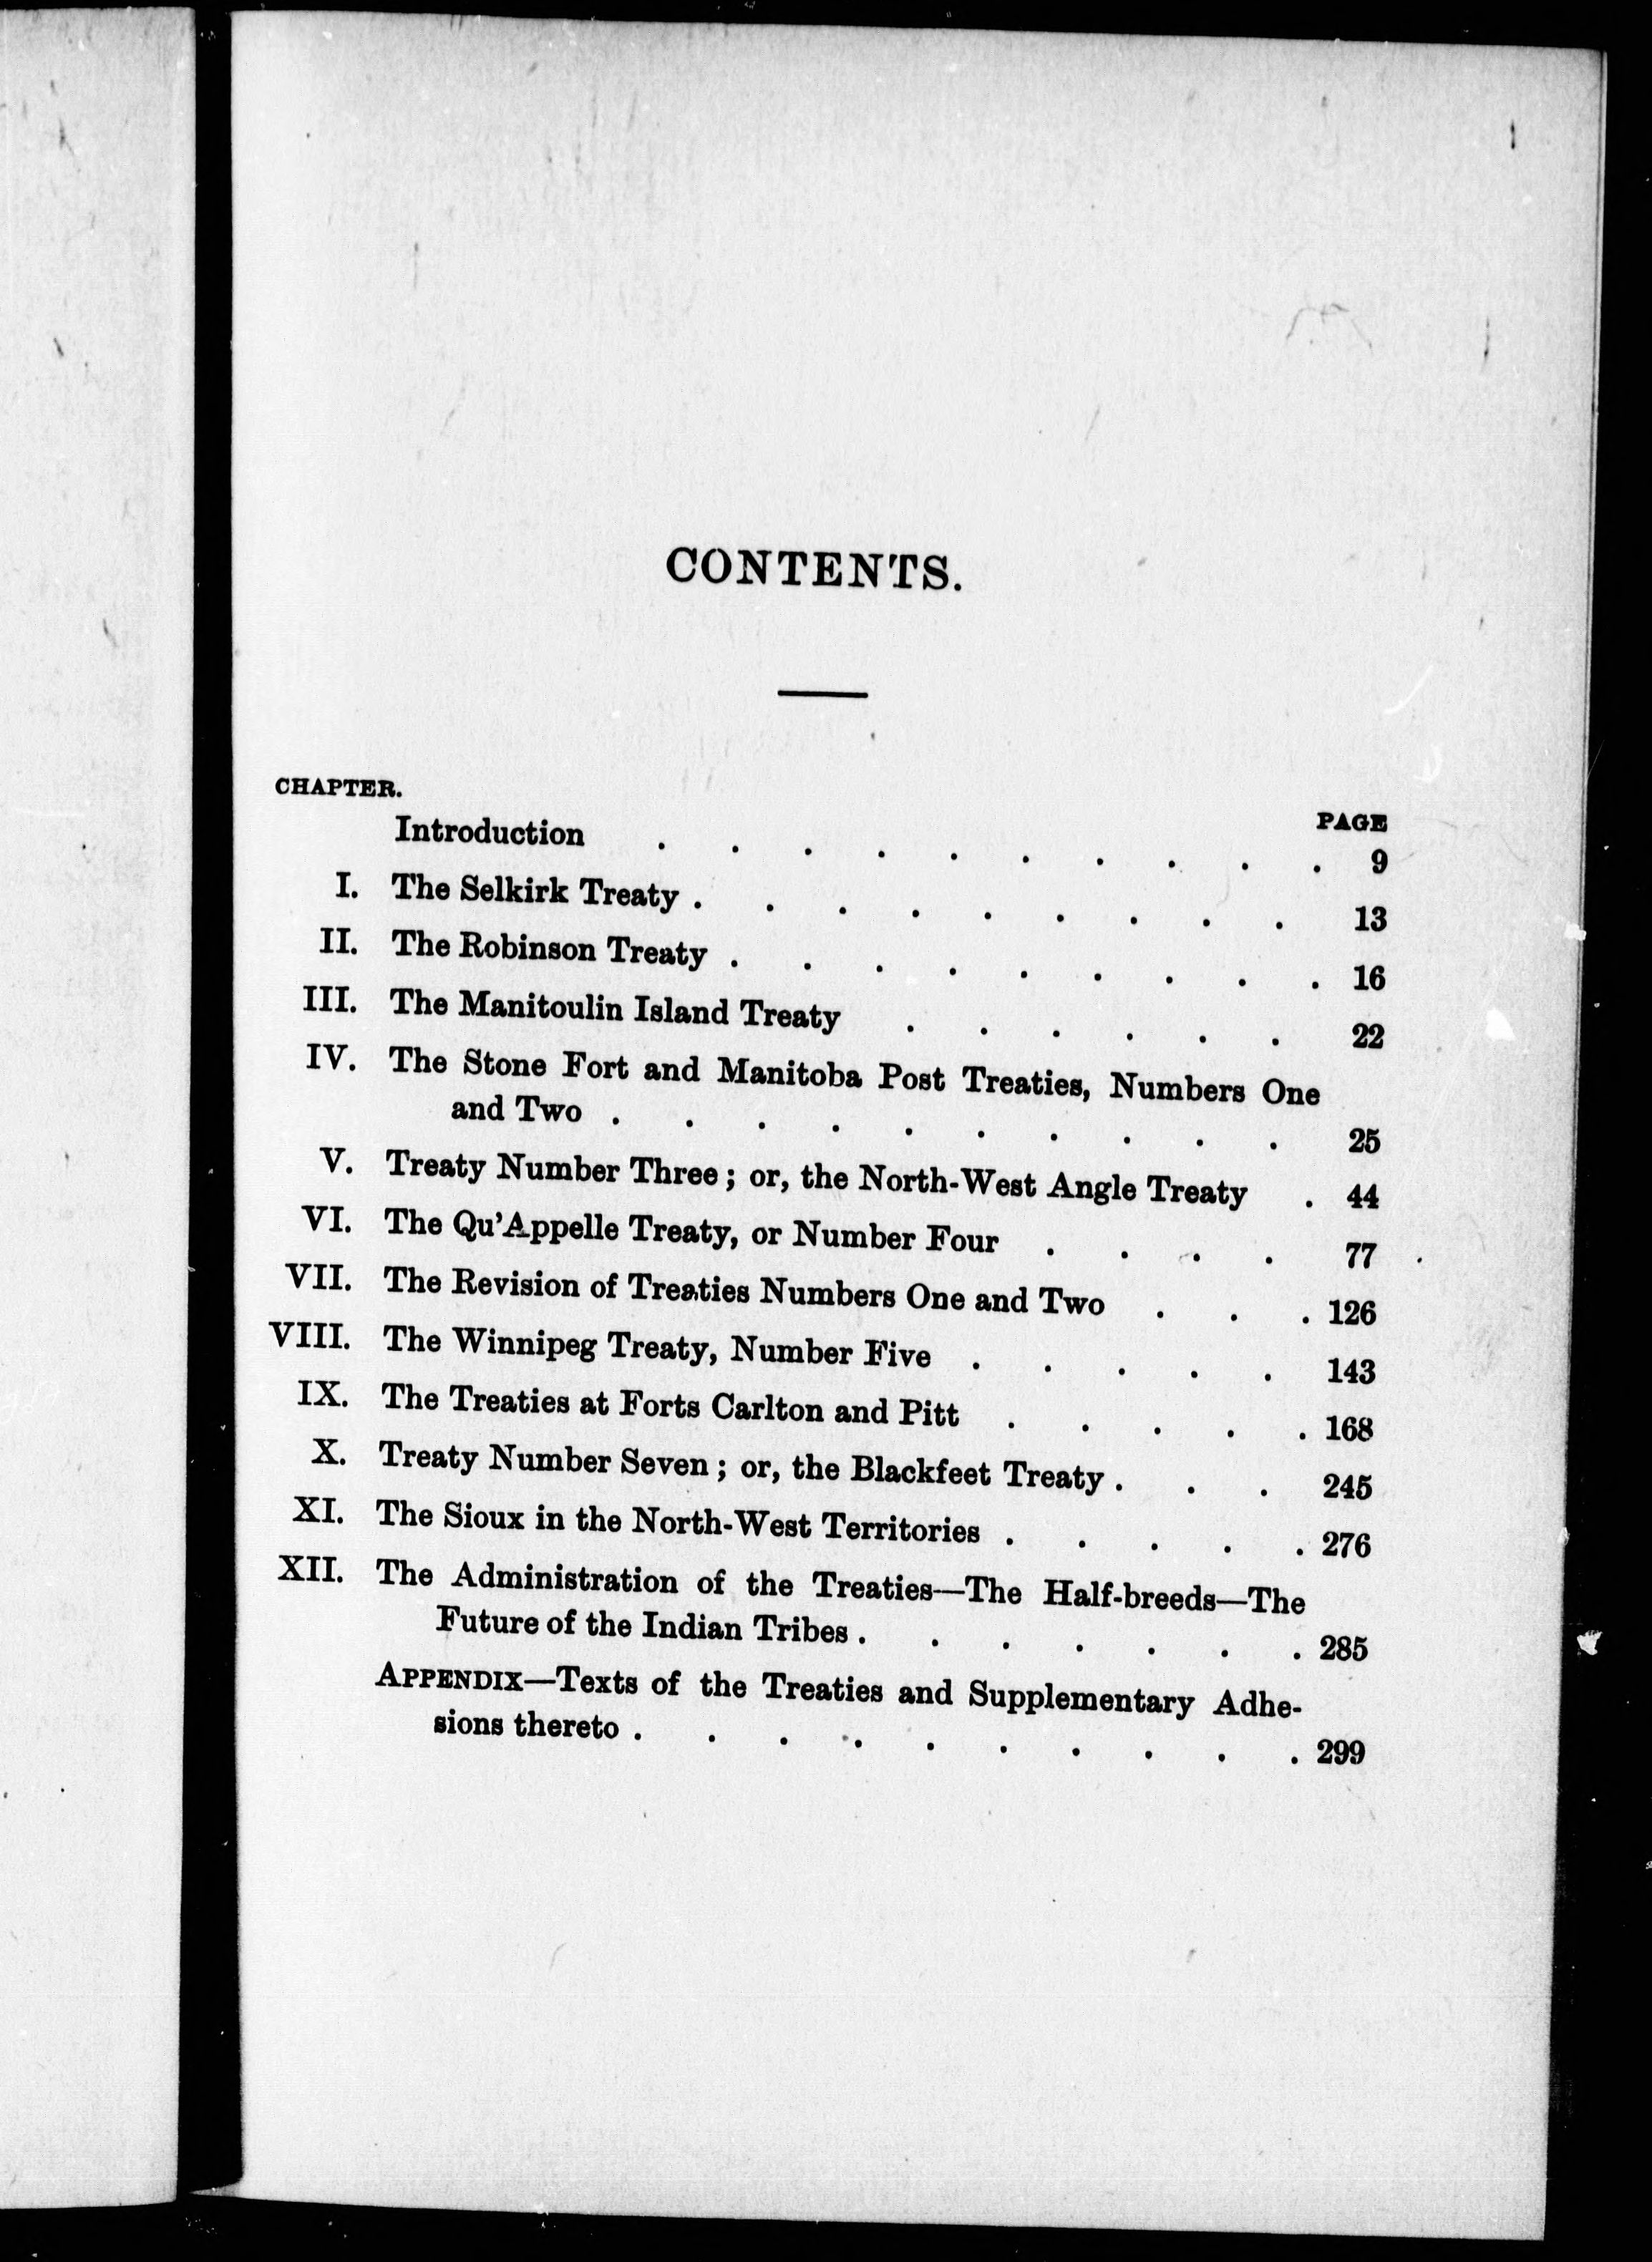 CONTENTS.
CHAPTER.
PAGE
Introduction . . . . . . . . . . 9
I. The Selkirk Treaty . . . . . . . . . 13
II. The Robinson Treaty . . . . . . . . . 16
III. The Manitoulin Island Treaty . . . . . . 22
IV. The Stone Fort and Manitoba Post Treaties, Numbers One
and Two . . . . . . . . . . 25
V. Treaty Number Three; or, the North-West Angle Treaty . 44
VI. The Qu'Appelle Treaty, or Number Four . . . . 77
VII. The Revision of Treaties Numbers One and Two . . . 126
VIII. The Winnipeg Treaty, Number Five . . . . . 143
IX. The Treaties at Forts Carlton and Pitt . . . . . 168
X. Treaty Number Seven; or, the Blackfeet Treaty . . . 245
XI. The Sioux in the North-West Territories . . . . . 276
XII. The Administration of the Treaties—The Half-breeds—The
Future of the Indian Tribes . . . . . . . 285
APPENDIX—Texts of the Treaties and Supplementary Adhe-
sions thereto . . . . . . . . . . 299